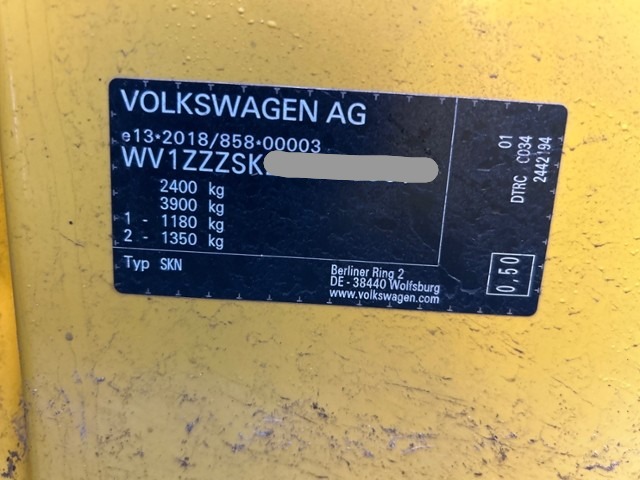 VOLKSWAGEN AG
e13*2018/858*00003
WV1ZZZSK
2400 kg
3900 kg
1 - 1180 kg
2 - 1350 kg
Typ SKN
Berliner Ring 2
DE - 38440 Wolfsburg
www.volkswagen.com
01
DTRC C034
2442194
0,50